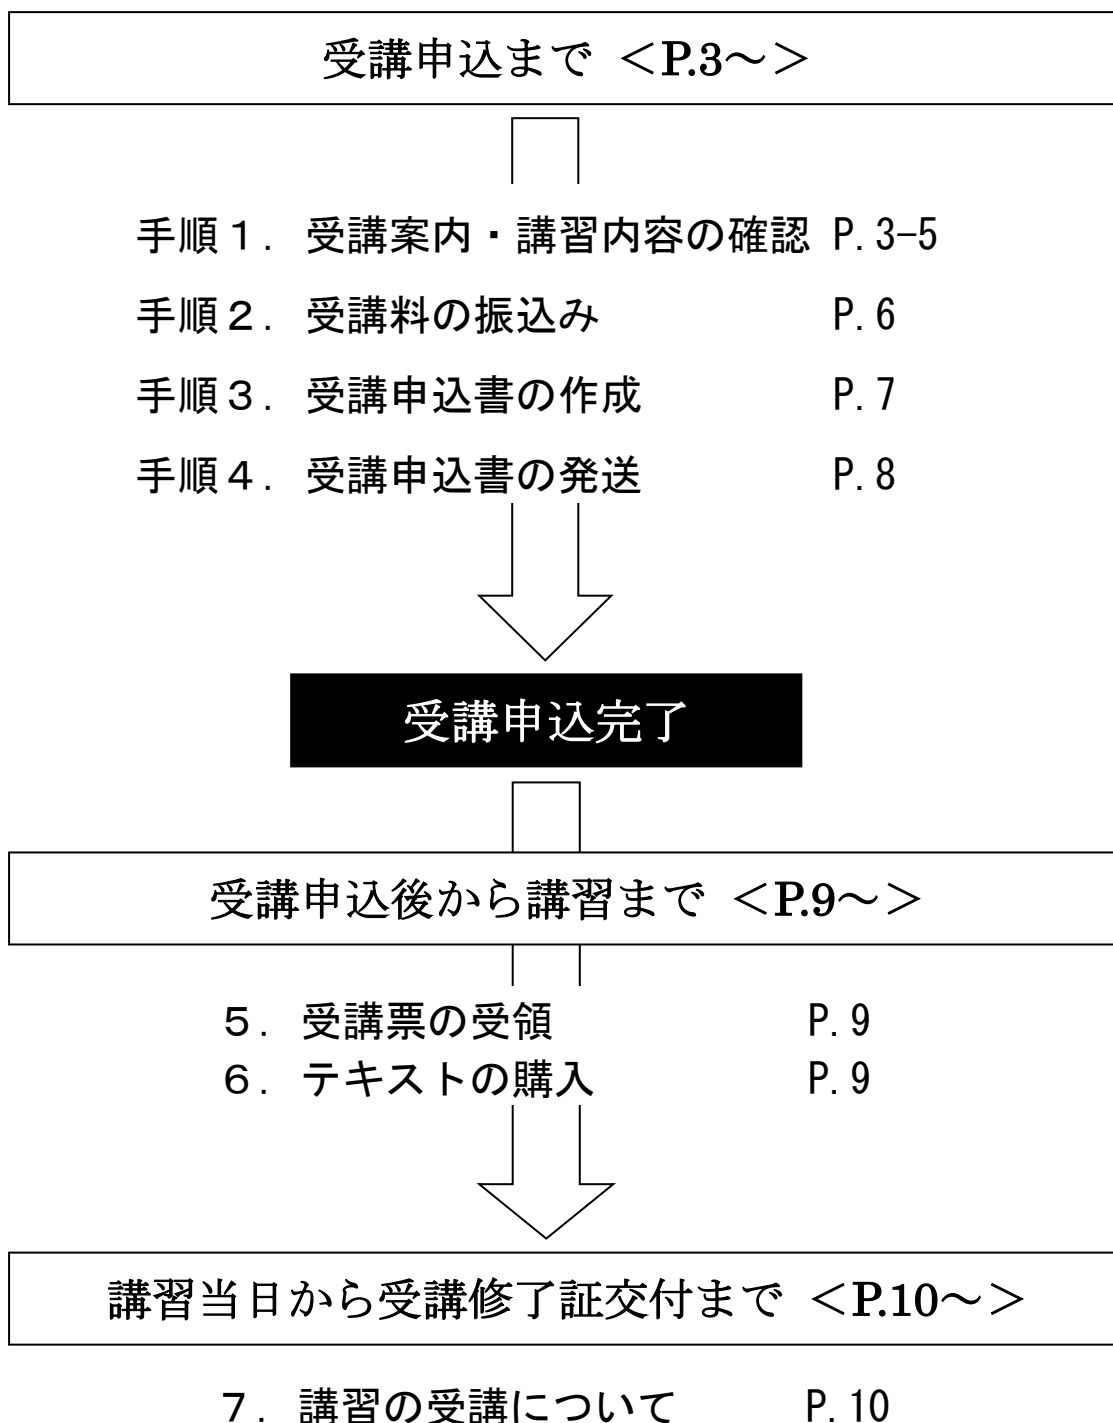 受講申込まで ＜P.3～＞
手順１． 受講案内・講習内容の確認 P.3-5
手順２． 受講料の振込み P.6
手順３． 受講申込書の作成 P.7
手順４． 受講申込書の発送 P.8
受講申込完了
受講申込後から講習まで ＜P.9～＞
５． 受講票の受領 P.9
６． テキストの購入 P.9
講習当日から受講修了証交付まで ＜P.10～＞
７． 講習の受講について P.10